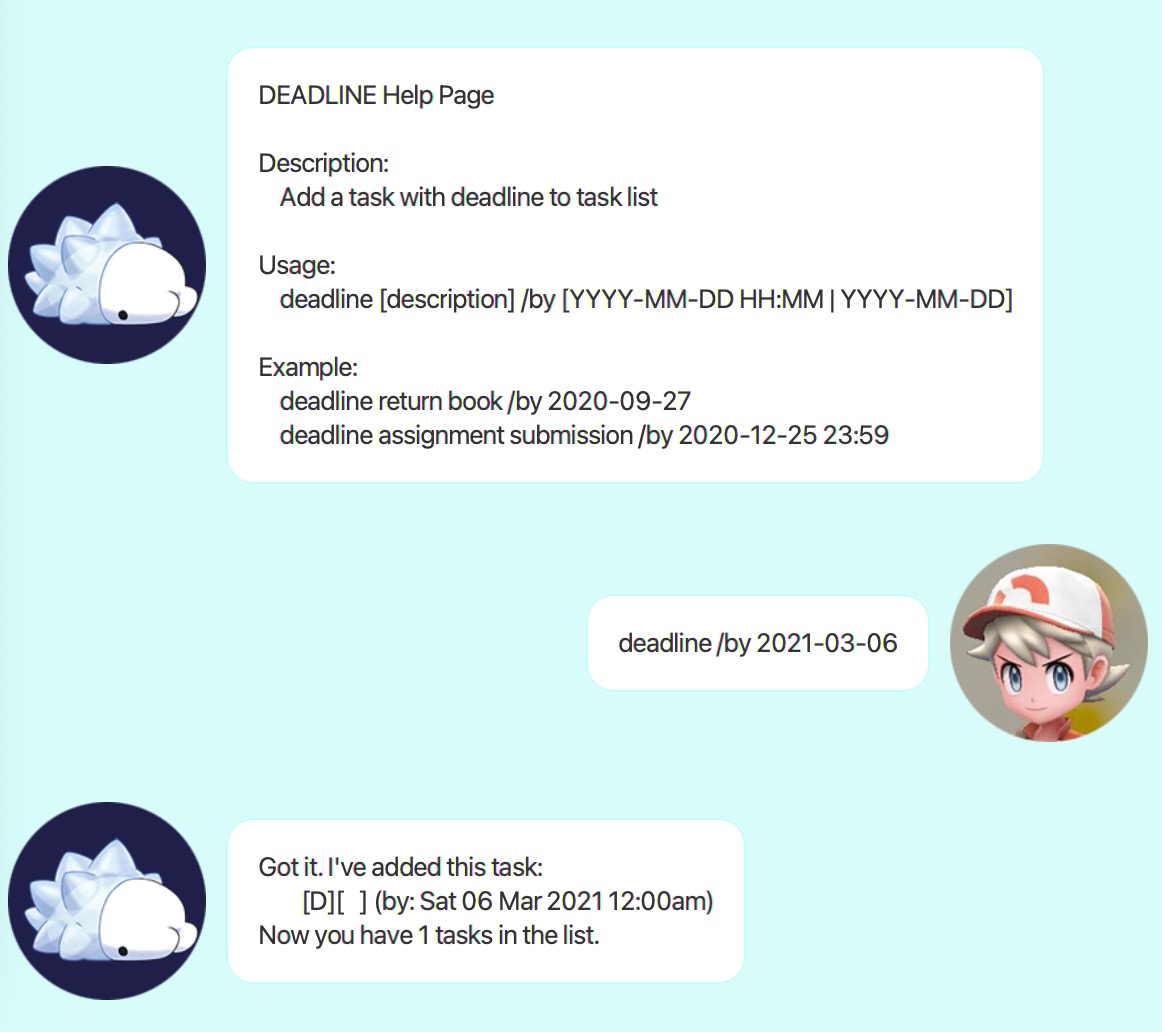 DEADLINE Help Page
Description:
Add a task with deadline to task list
Usage:
deadline [description] /by [YYYY-MM-DD HH:MM | YYYY-MM-DD]
Example:
deadline return book /by 2020-09-27
deadline assignment submission /by 2020-12-25 23:59
deadline /by 2021-03-06
Got it. I've added this task:
[D][  ] (by: Sat 06 Mar 2021 12:00am)
Now you have 1 tasks in the list.